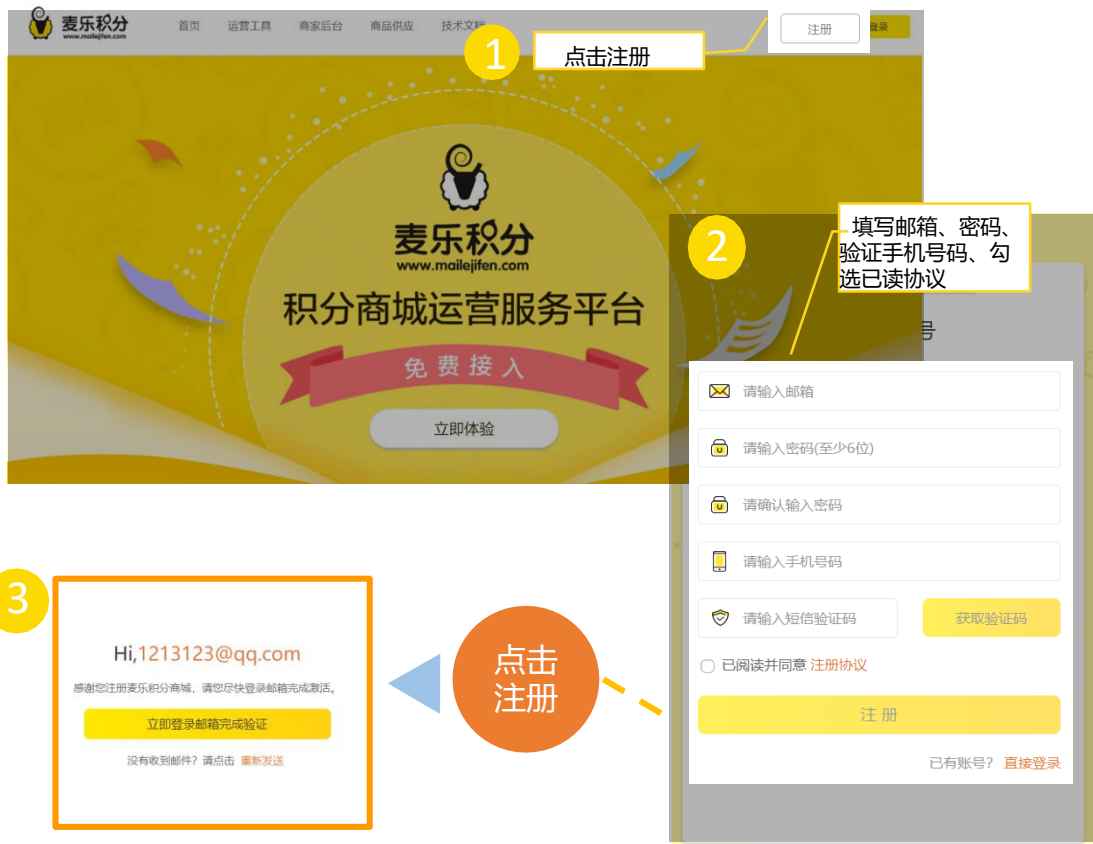 麦乐积分
www.mailejifen.com
首页 运营工具 商家后台 商品供应 技术文档
注册
登录
1
点击注册
麦乐积分
www.mailejifen.com
积分商城运营服务平台
免费接入
立即体验
2
填写邮箱、密码、
验证手机号码、勾
选已读协议
号
请输入邮箱
请输入密码(至少6位)
请确认输入密码
请输入手机号码
请输入短信验证码 获取验证码
已阅读并同意 注册协议
注 册
已有账号? 直接登录
点击
注册
3
Hi,1213123@qq.com
感谢您注册麦乐积分商城，请您尽快登录邮箱完成激活。
立即登录邮箱完成验证
没有收到邮件？请点击 重新发送